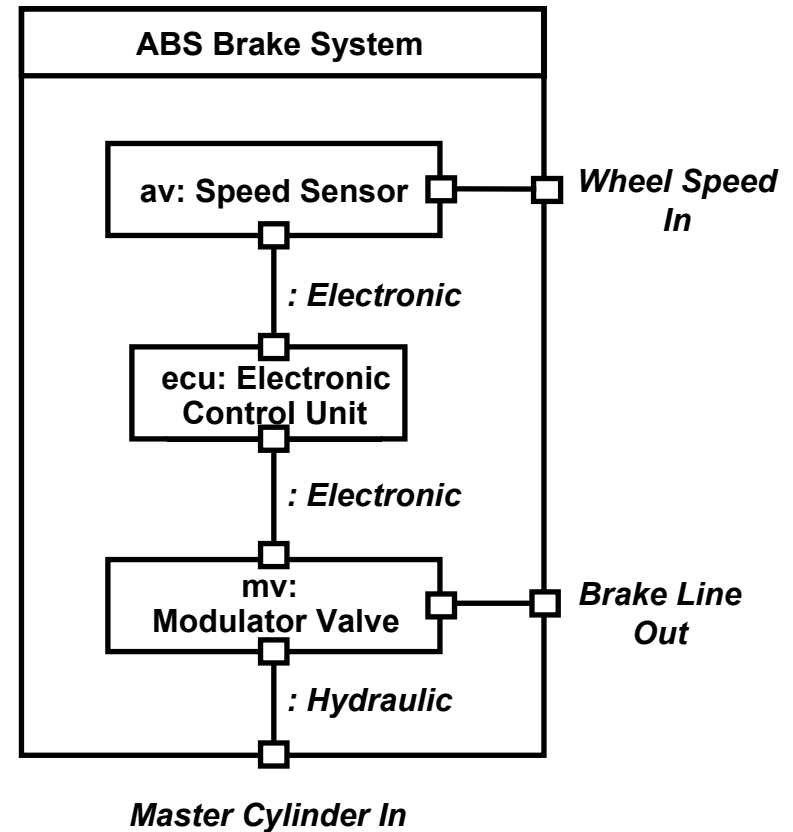 ABS Brake System
av: Speed Sensor
Wheel Speed
In
: Electronic
ecu: Electronic
Control Unit
: Electronic
mv:
Modulator Valve
Brake Line
Out
: Hydraulic
Master Cylinder In